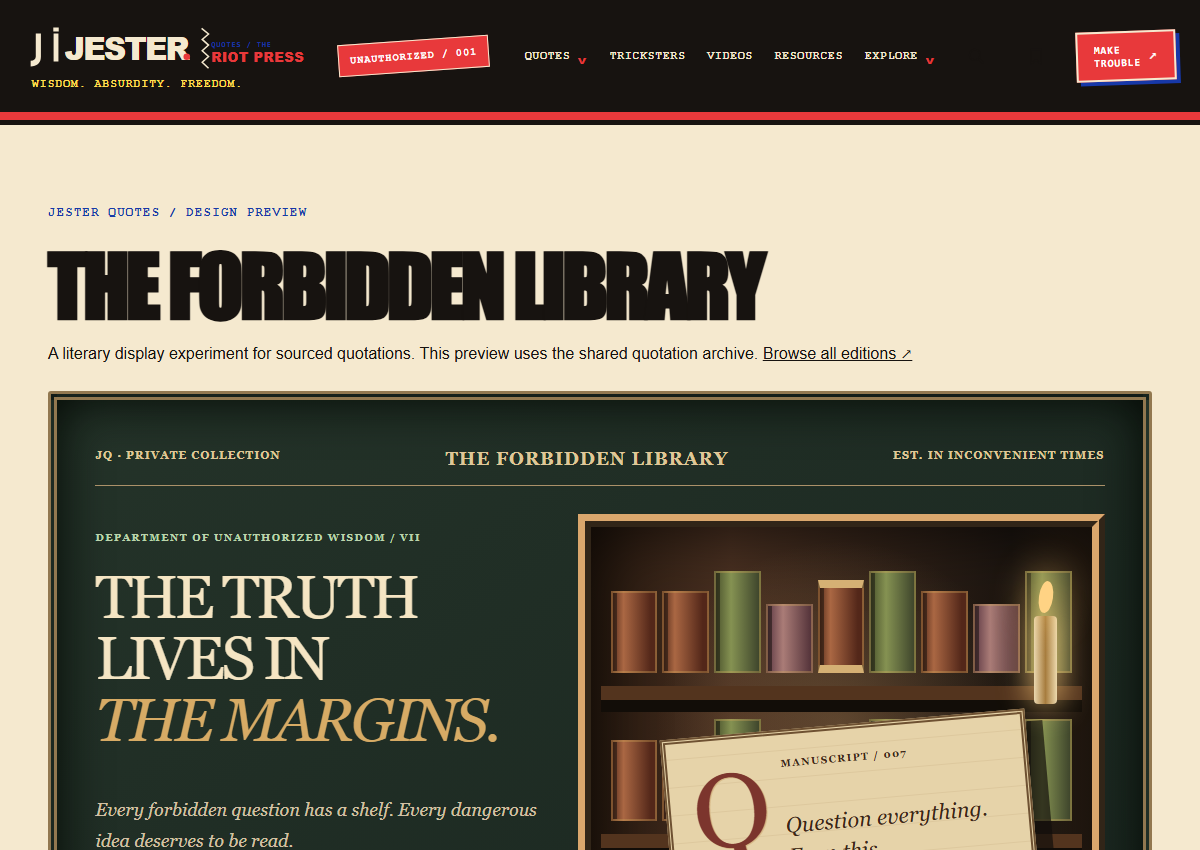 Ji JESTER.
QUOTES / THE
RIOT PRESS
WISDOM. ABSURDITY. FREEDOM.
UNAUTHORIZED / 001
QUOTES v
TRICKSTERS
VIDEOS
RESOURCES
EXPLORE v
MAKE
TROUBLE ↗
JESTER QUOTES / DESIGN PREVIEW
THE FORBIDDEN LIBRARY
A literary display experiment for sourced quotations. This preview uses the shared quotation archive. Browse all editions ↗
JQ · PRIVATE COLLECTION
THE FORBIDDEN LIBRARY
EST. IN INCONVENIENT TIMES
DEPARTMENT OF UNAUTHORIZED WISDOM / VII
THE TRUTH
LIVES IN
THE MARGINS.
Every forbidden question has a shelf. Every dangerous
idea deserves to be read.
MANUSCRIPT / 007
Q
Question everything.
this